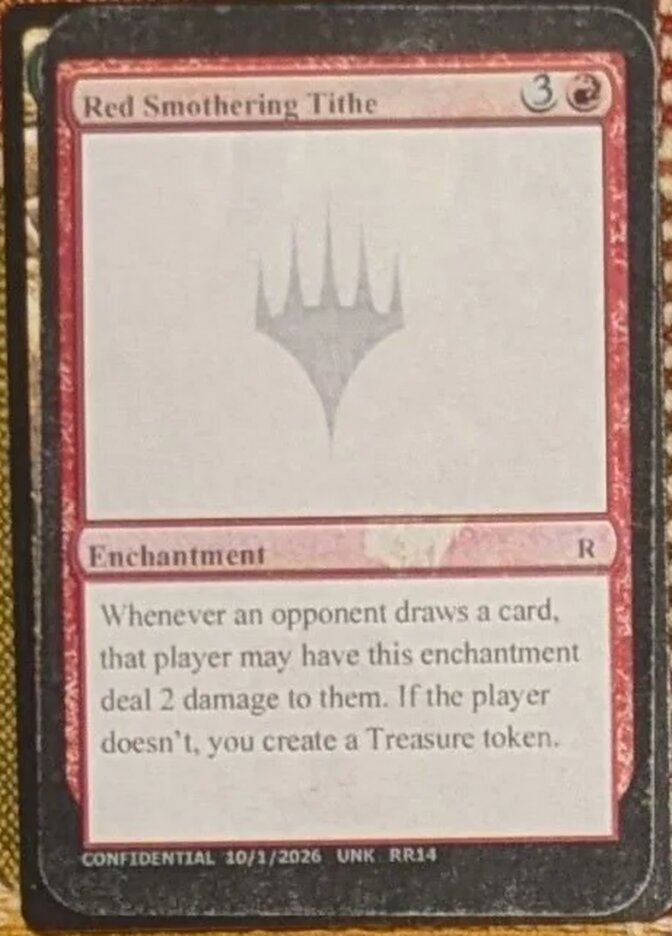 Red Smothering Tithe 3
Enchantment R
Whenever an opponent draws a card,
that player may have this enchantment
deal 2 damage to them. If the player
doesn't, you create a Treasure token.
CONFIDENTIAL 10/1/2026 UNK RR14